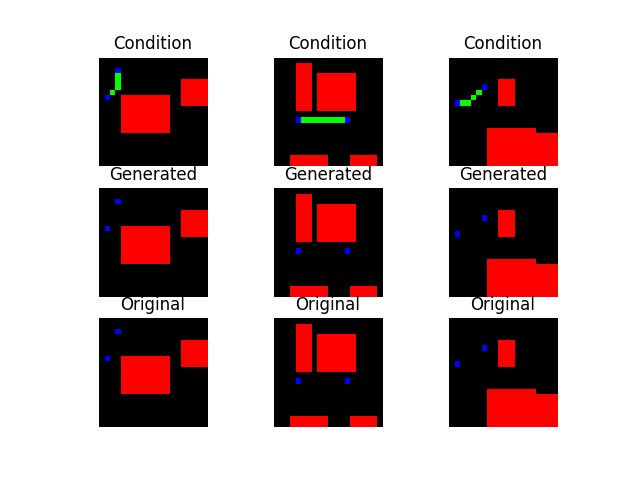 Condition Condition Condition
Generated Generated Generated
Original Original Original